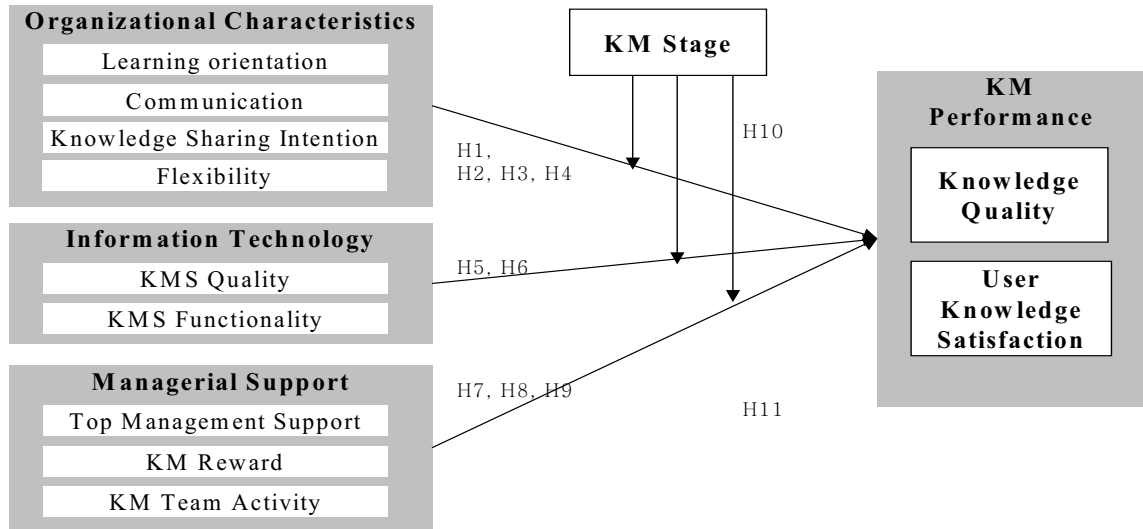 Organizational Characteristics
Learning orientation
Communication
Knowledge Sharing Intention
Flexibility
Information Technology
KMS Quality
KMS Functionality
Managerial Support
Top Management Support
KM Reward
KM Team Activity
H1,
H2, H3, H4
H5, H6
H7, H8, H9
KM Stage
H10
H11
KM
Performance
Knowledge
Quality
User
Knowledge
Satisfaction